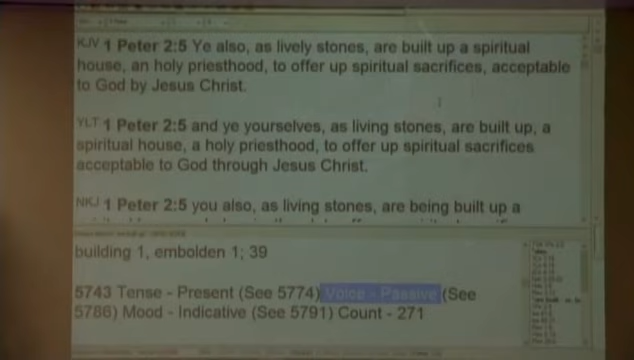 KJV 1 Peter 2:5 Ye also, as lively stones, are built up a spiritual
house, an holy priesthood, to offer up spiritual sacrifices, acceptable
to God by Jesus Christ.
YLT 1 Peter 2:5 and ye yourselves, as living stones, are built up, a
spiritual house, a holy priesthood, to offer up spiritual sacrifices
acceptable to God through Jesus Christ.
NKJ 1 Peter 2:5 you also, as living stones, are being built up a
building 1, embolden 1; 39
5743 Tense - Present (See 5774) Voice - Passive (See
5786) Mood - Indicative (See 5791) Count - 271